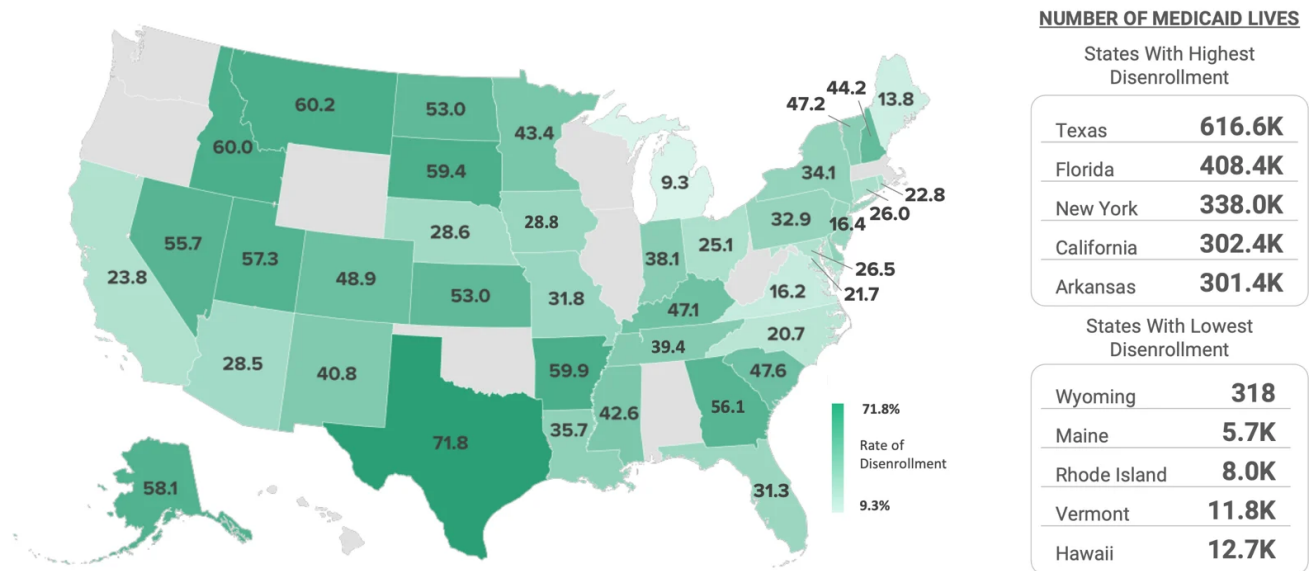 NUMBER OF MEDICAID LIVES
States With Highest
Disenrollment
Texas 616.6K
Florida 408.4K
New York 338.0K
California 302.4K
Arkansas 301.4K
States With Lowest
Disenrollment
Wyoming 318
Maine 5.7K
Rhode Island 8.0K
Vermont 11.8K
Hawaii 12.7K
44.2
47.2
13.8
60.2
53.0
43.4
60.0
59.4
34.1
9.3
22.8
26.0
28.8
28.6
32.9
16.4
55.7
57.3
48.9
38.1
25.1
26.5
23.8
53.0
31.8
16.2
21.7
47.1
20.7
39.4
28.5
40.8
59.9
47.6
42.6
56.1
35.7
71.8
58.1
31.3
71.8%
Rate of
Disenrollment
9.3%